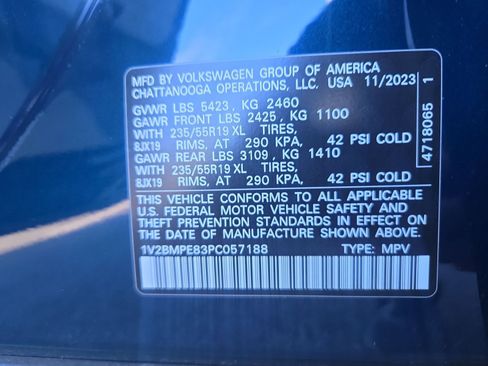 MFD BY VOLKSWAGEN GROUP OF AMERICA
CHATTANOOGA OPERATIONS, LLC, USA 11/2023
GVWR LBS 5423 , KG 2460
GAWR FRONT LBS 2425 , KG 1100
WITH 235/55R19 XL TIRES,
8JX19 RIMS, AT 290 KPA, 42 PSI COLD
GAWR REAR LBS 3109 , KG 1410
WITH 235/55R19 XL TIRES,
8JX19 RIMS, AT 290 KPA, 42 PSI COLD
THIS VEHICLE CONFORMS TO ALL APPLICABLE
U.S. FEDERAL MOTOR VEHICLE SAFETY AND
THEFT PREVENTION STANDARDS IN EFFECT
ON THE DATE OF MANUFACTURE SHOWN ABOVE.
1V2BMPE83PC057188 TYPE: MPV
4718065 1